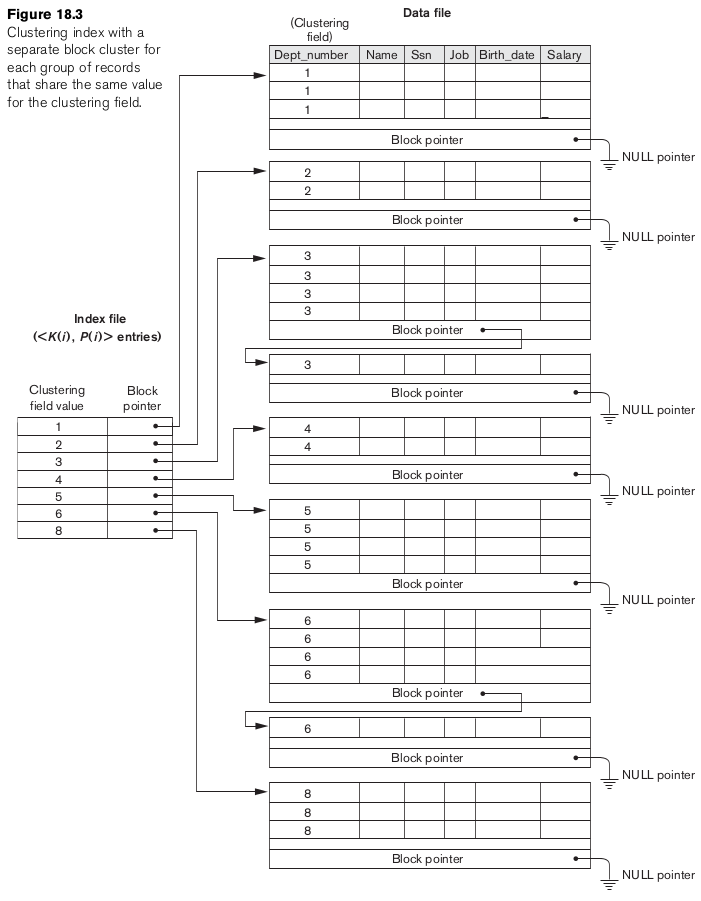 Figure 18.3
Clustering index with a
separate block cluster for
each group of records
that share the same value
for the clustering field.
Data file
(Clustering
field)
Dept_number Name Ssn Job Birth_date Salary
1
1
1
Block pointer
NULL pointer
2
2
Block pointer
NULL pointer
3
3
3
3
Block pointer
3
Block pointer
NULL pointer
4
4
Block pointer
NULL pointer
5
5
5
5
Block pointer
NULL pointer
6
6
6
6
Block pointer
6
Block pointer
NULL pointer
8
8
8
Block pointer
NULL pointer
Index file
(<K(i), P(i)> entries)
Clustering
field value
Block
pointer
1
2
3
4
5
6
8